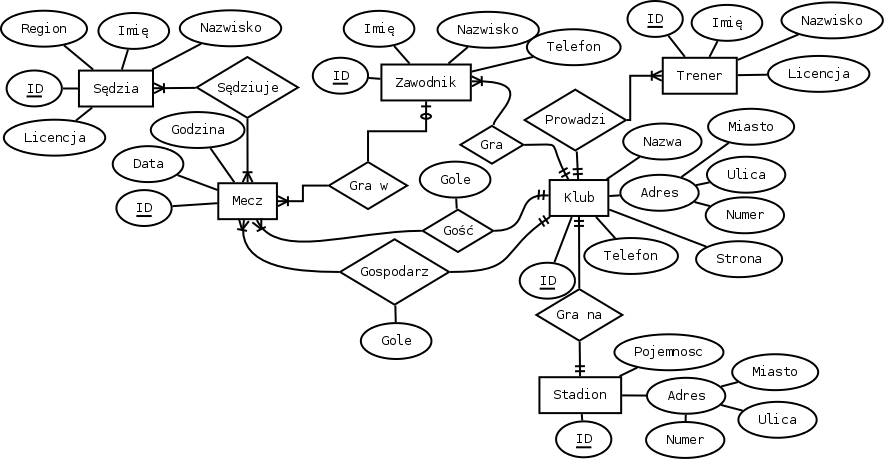 Region
Imię
Nazwisko
ID
Sędzia
Licencja
Sędziuje
Imię
Nazwisko
Telefon
ID
Zawodnik
ID
Imię
Nazwisko
Trener
Licencja
Prowadzi
Gra
Godzina
Data
ID
Mecz
Gra w
Gole
Gość
Gospodarz
Gole
Klub
Nazwa
Miasto
Adres
Ulica
Numer
Telefon
Strona
ID
Gra na
Pojemnosc
Stadion
Adres
Miasto
Ulica
Numer
ID